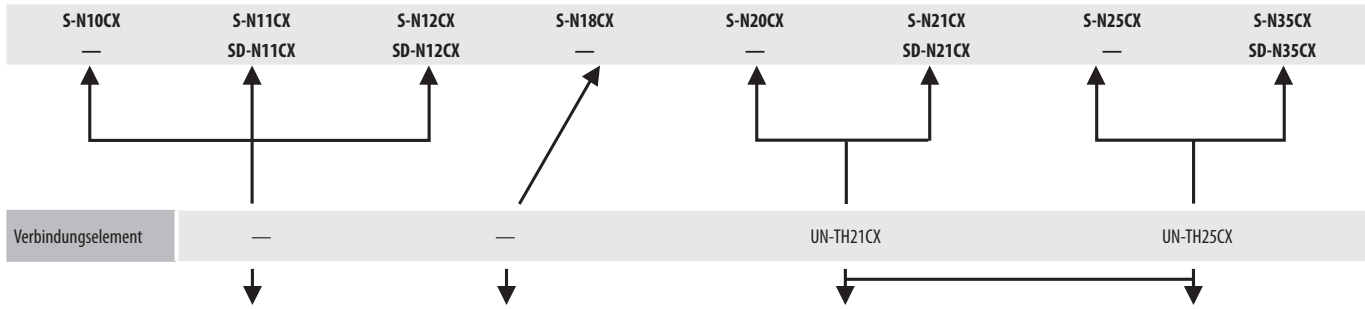 S-N10CX S-N11CX S-N12CX S-N18CX S-N20CX S-N21CX S-N25CX S-N35CX
— SD-N11CX SD-N12CX — — SD-N21CX — SD-N35CX
Verbindungselement — — UN-TH21CX UN-TH25CX